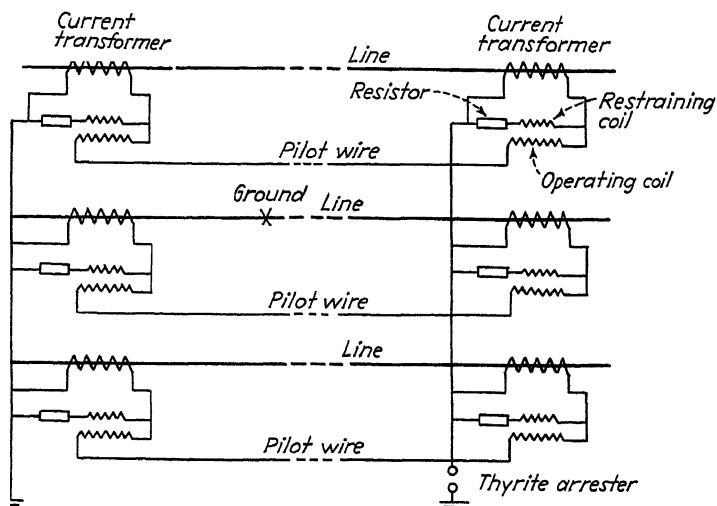 Current
transformer
Current
transformer
Line
Resistor
Restraining
coil
Pilot wire
Operating coil
Ground
Line
Pilot wire
Line
Pilot wire
Thyrite arrester